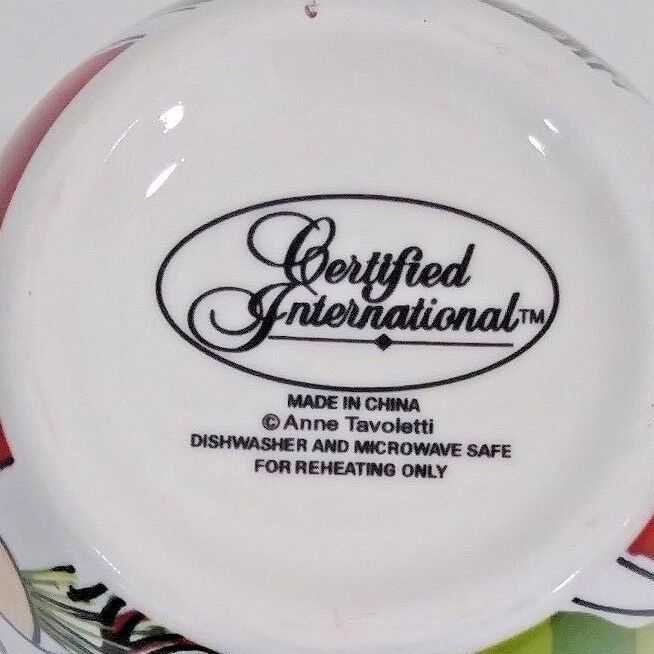 Certified
International™
MADE IN CHINA
© Anne Tavoletti
DISHWASHER AND MICROWAVE SAFE
FOR REHEATING ONLY